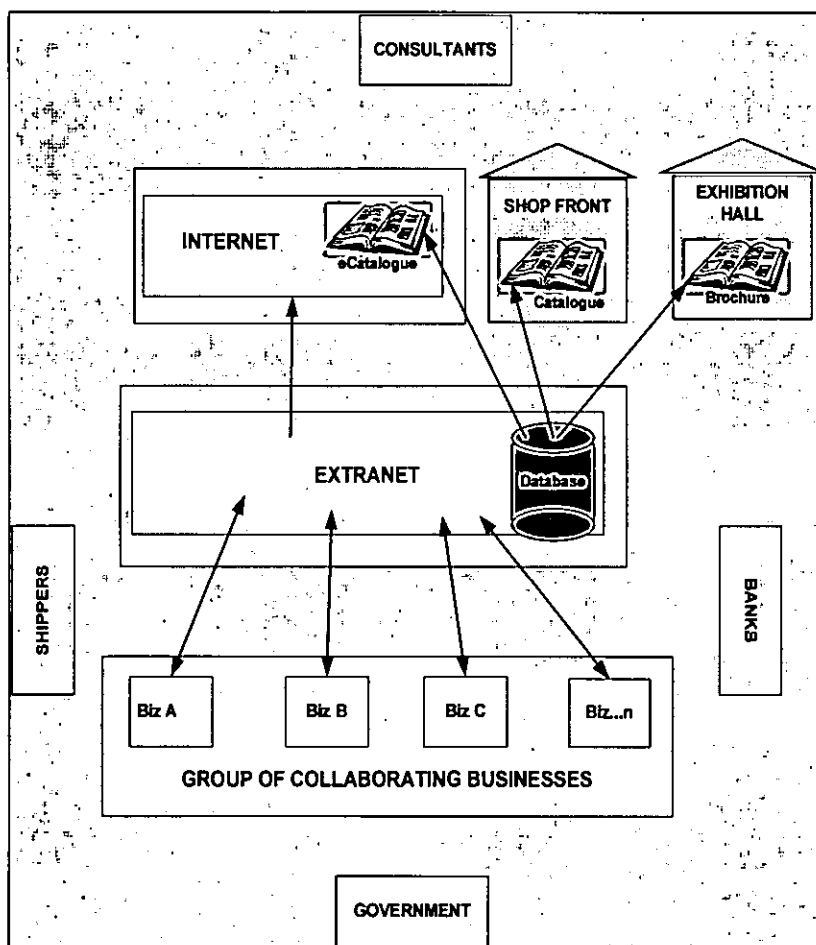 CONSULTANTS
INTERNET
eCatalogue
SHOP FRONT
Catalogue
EXHIBITION
HALL
Brochure
EXTRANET
Database
SHIPPERS
BANKS
Biz A
Biz B
Biz C
Biz...n
GROUP OF COLLABORATING BUSINESSES
GOVERNMENT